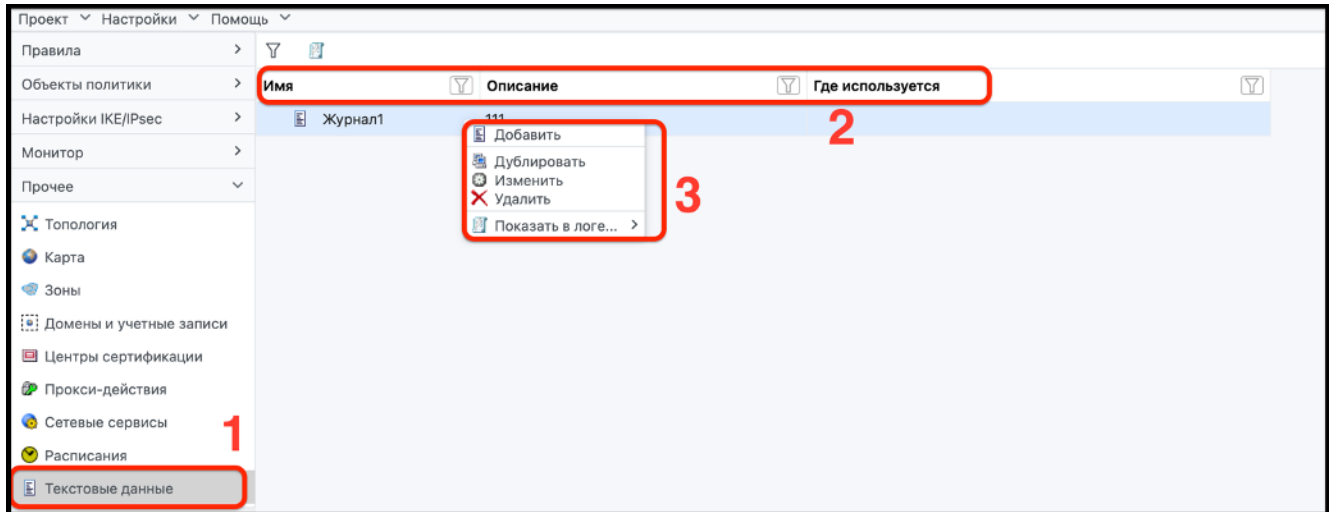 Проект Настройки Помощь
Правила
Объекты политики
Настройки IKE/IPsec
Монитор
Прочее
Топология
Карта
Зоны
Домены и учетные записи
Центры сертификации
Прокси-действия
Сетевые сервисы
Расписания
Текстовые данные
1
Имя Описание Где используется
2
Журнал1 111
Добавить
Дублировать
Изменить
Удалить
Показать в логе...
3